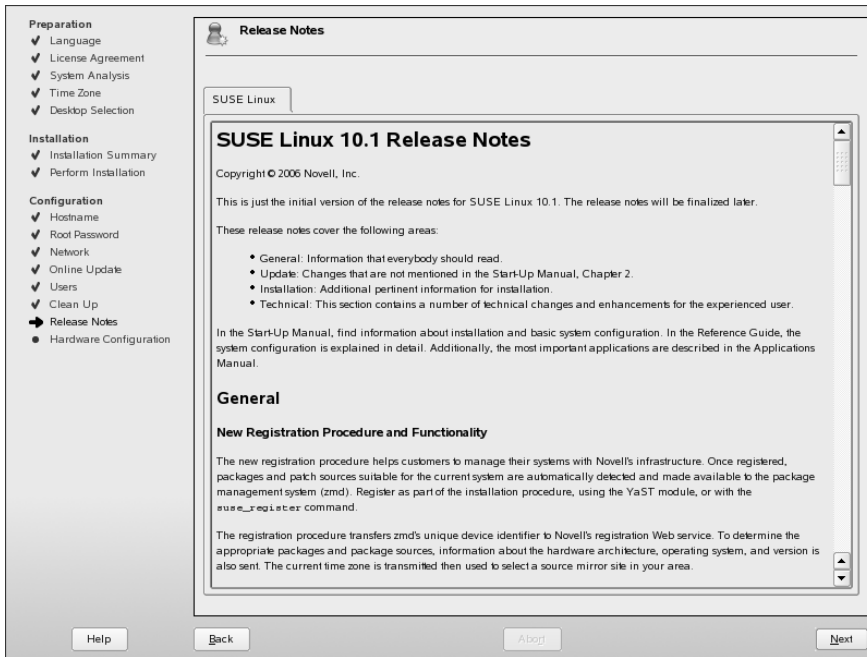 Preparation
Language
License Agreement
System Analysis
Time Zone
Desktop Selection
Installation
Installation Summary
Perform Installation
Configuration
Hostname
Root Password
Network
Online Update
Users
Clean Up
Release Notes
Hardware Configuration
Release Notes
SUSE Linux
SUSE Linux 10.1 Release Notes
Copyright © 2006 Novell, Inc.
This is just the initial version of the release notes for SUSE Linux 10.1. The release notes will be finalized later.
These release notes cover the following areas:
• General: Information that everybody should read.
• Update: Changes that are not mentioned in the Start-Up Manual, Chapter 2.
• Installation: Additional pertinent information for installation.
• Technical: This section contains a number of technical changes and enhancements for the experienced user.
In the Start-Up Manual, find information about installation and basic system configuration. In the Reference Guide, the
system configuration is explained in detail. Additionally, the most important applications are described in the Applications
Manual.
General
New Registration Procedure and Functionality
The new registration procedure helps customers to manage their systems with Novell's infrastructure. Once registered,
packages and patch sources suitable for the current system are automatically detected and made available to the package
management system (zmd). Register as part of the installation procedure, using the YaST module, or with the
suse_register command.
The registration procedure transfers zmd's unique device identifier to Novell's registration Web service. To determine the
appropriate packages and package sources, information about the hardware architecture, operating system, and version is
also sent. The current time zone is transmitted then used to select a source mirror site in your area.
Help
Back
Abort
Next